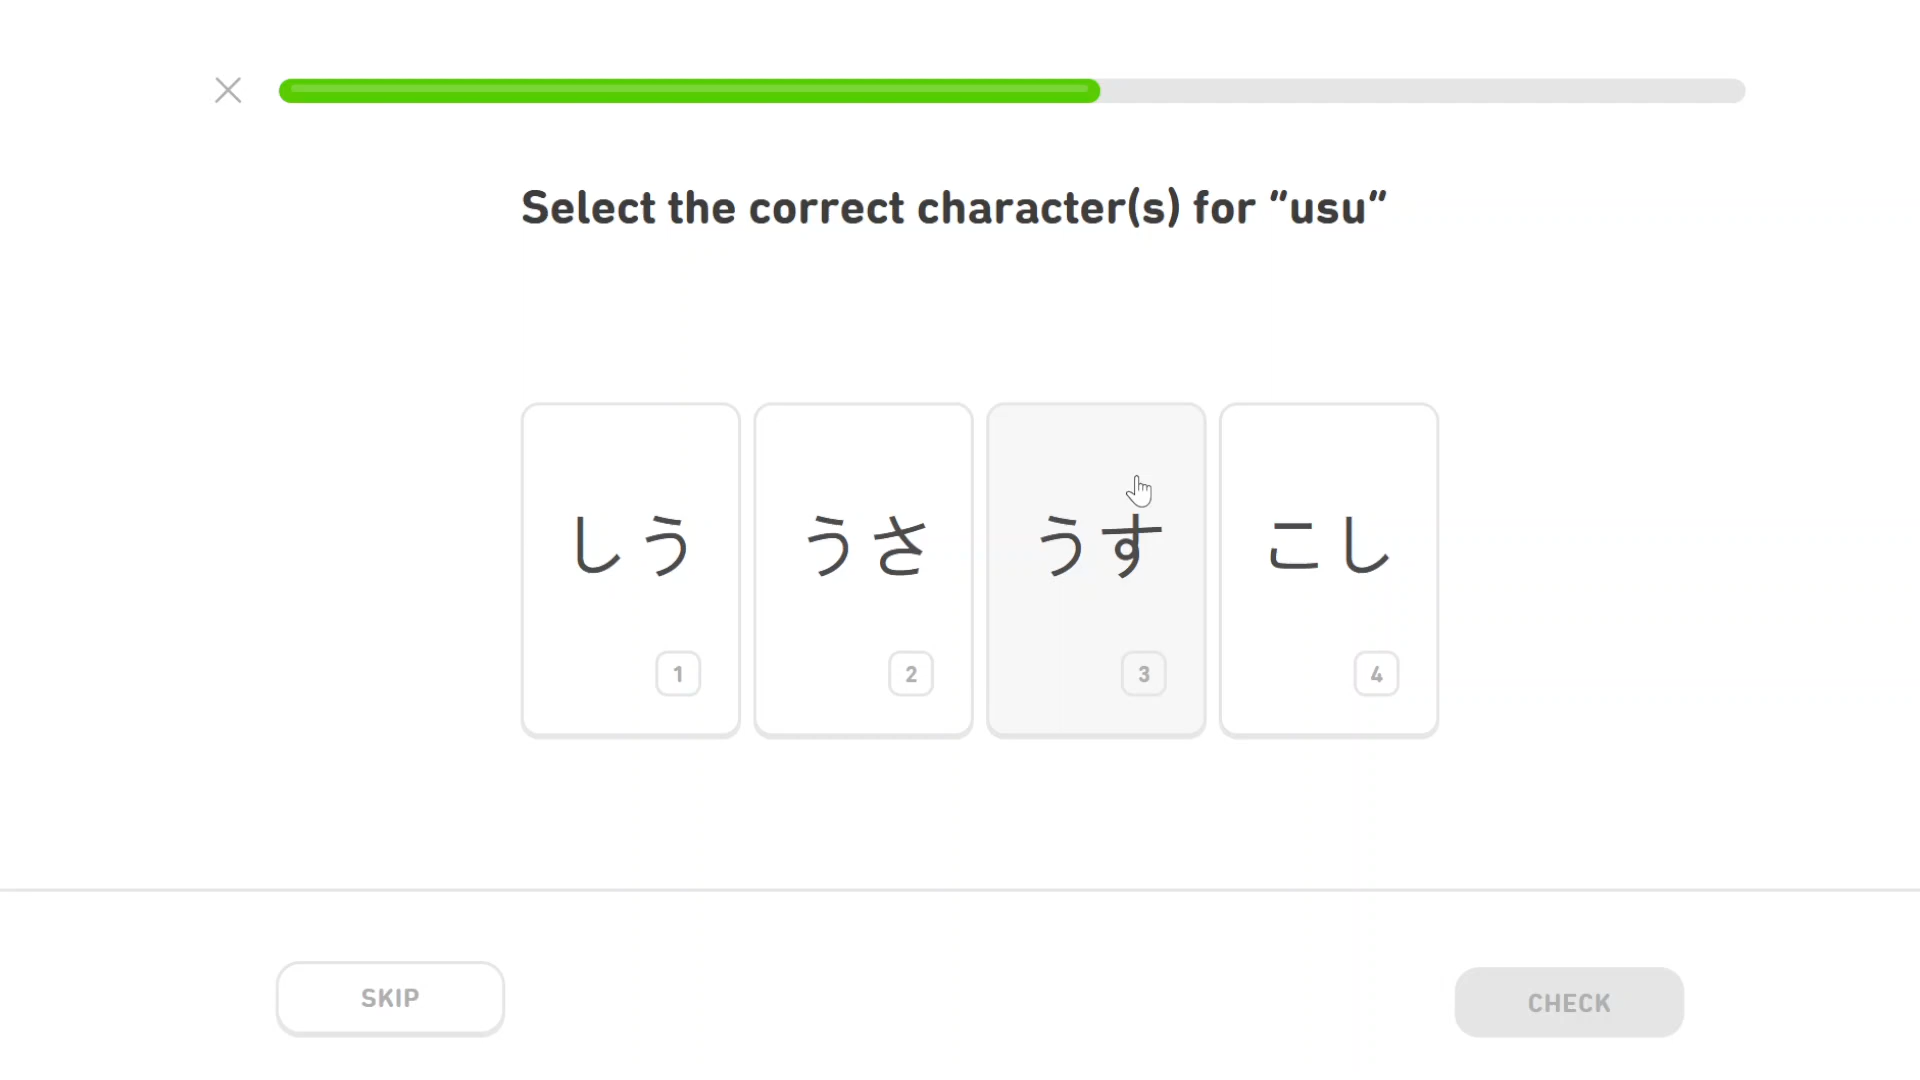 Select the correct character(s) for "usu"
しう
うさ
うす
こし
1
2
3
4
SKIP
CHECK